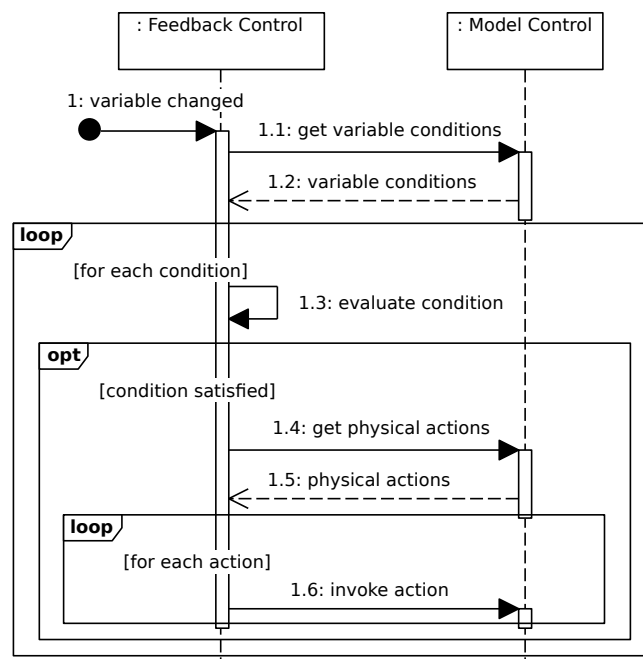 : Feedback Control
: Model Control
1: variable changed
1.1: get variable conditions
1.2: variable conditions
loop
[for each condition]
1.3: evaluate condition
opt
[condition satisfied]
1.4: get physical actions
1.5: physical actions
loop
[for each action]
1.6: invoke action